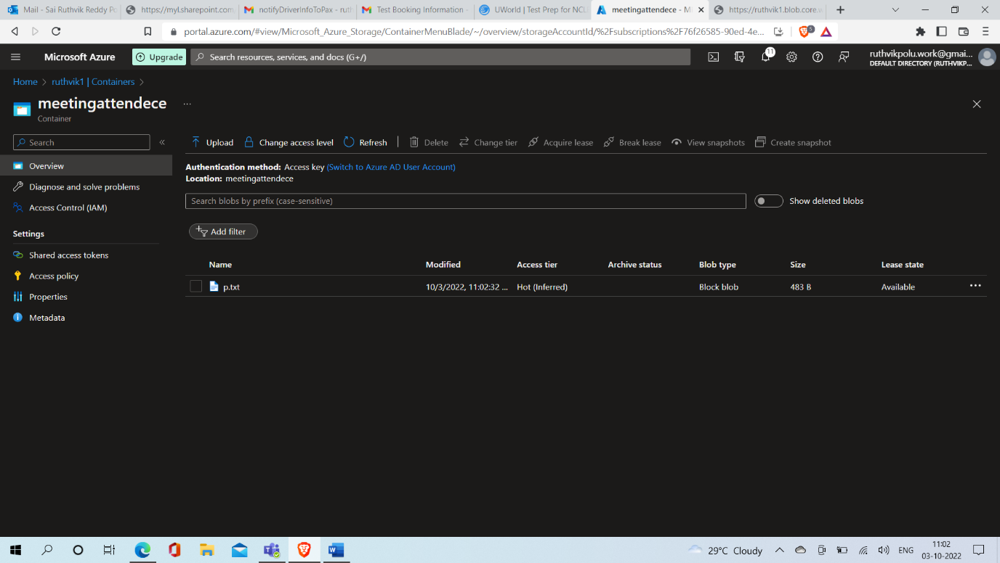 Mail - Sai Ruthvik Reddy Po
https://myl.sharepoint.com.
notifyDriverInfoToPax - ruth
Test Booking Information -
UWorld | Test Prep for NCL
meetingattendece - Mi
https://ruthvik1.blob.core.w
portal.azure.com/#view/Microsoft_Azure_Storage/ContainerMenuBlade/~/overview/storageAccountId/%2Fsubscriptions%2F76f26585-90ed-4e...
5
Microsoft Azure
Upgrade
Search resources, services, and docs (G+/)
11
ruthvikpolu.work@gmai...
DEFAULT DIRECTORY (RUTHVIKP...
Home > ruthvik1 | Containers >
meetingattendece
...
Container
Search
«
Upload
Change access level
Refresh
Delete
Change tier
Acquire lease
Break lease
View snapshots
Create snapshot
Overview
Diagnose and solve problems
Access Control (IAM)
Settings
Shared access tokens
Access policy
Properties
Metadata
Authentication method: Access key (Switch to Azure AD User Account)
Location: meetingattendece
Search blobs by prefix (case-sensitive)
Show deleted blobs
Add filter
Name Modified Access tier Archive status Blob type Size Lease state
p.txt 10/3/2022, 11:02:32 ... Hot (Inferred) Block blob 483 B Available ...
29°C Cloudy
ENG
11:02
03-10-2022